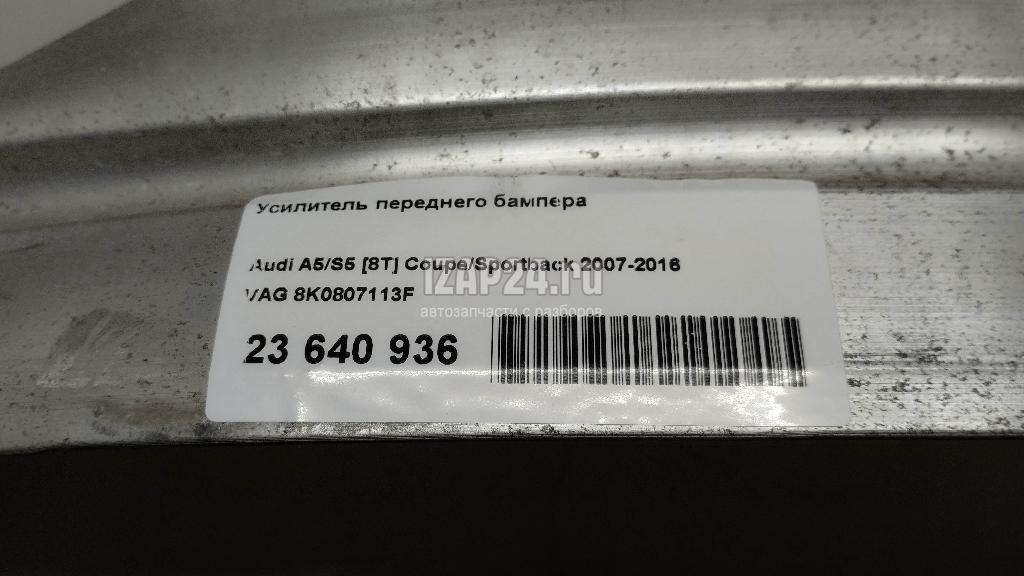 Усилитель переднего бампера
Audi A5/S5 [8T] Coupe/Sportback 2007-2016
VAG 8K0807113F
23 640 936
IZAP24.ru
автозапчасти с разборов